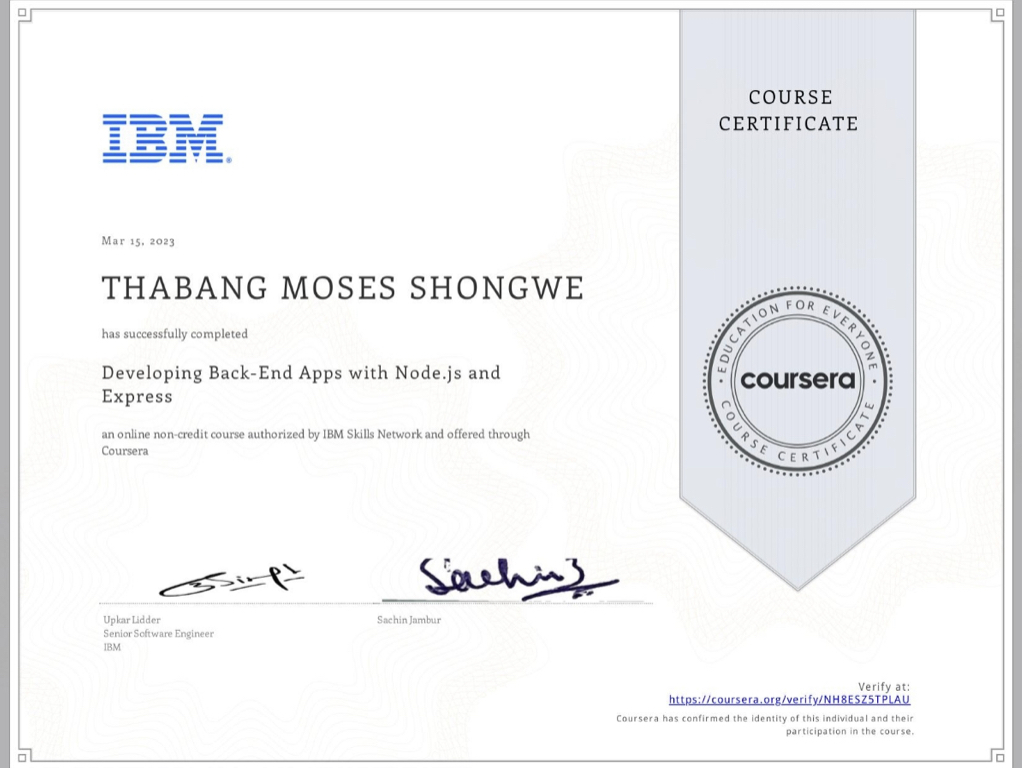 COURSE
CERTIFICATE
IBM®
Mar 15, 2023
THABANG MOSES SHONGWE
has successfully completed
Developing Back-End Apps with Node.js and
Express
an online non-credit course authorized by IBM Skills Network and offered through
Coursera
EDUCATION FOR EVERYONE
coursera
COURSE CERTIFICATE
Sachin
Upkar Lidder
Senior Software Engineer
IBM
Sachin Jambur
Verify at:
https://coursera.org/verify/NH8ESZ5TPLAU
Coursera has confirmed the identity of this individual and their
participation in the course.